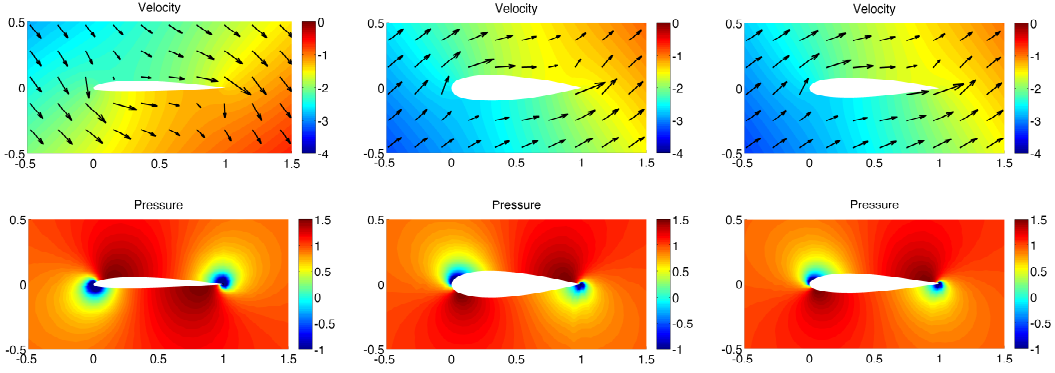 Velocity Velocity Velocity
0.5 0 0.5 0 0.5 0
-1 -1 -1
0 -2 0 -2 0 -2
-3 -3 -3
-0.5 -4 -0.5 -4 -0.5 -4
-0.5 0 0.5 1 1.5 -0.5 0 0.5 1 1.5 -0.5 0 0.5 1 1.5
Pressure Pressure Pressure
0.5 1.5 0.5 1.5 0.5 1.5
1 1 1
0.5 0.5 0.5
0 0 0 0 0 0
-0.5 -0.5 -0.5
-0.5 -1 -0.5 -1 -0.5 -1
-0.5 0 0.5 1 1.5 -0.5 0 0.5 1 1.5 -0.5 0 0.5 1 1.5